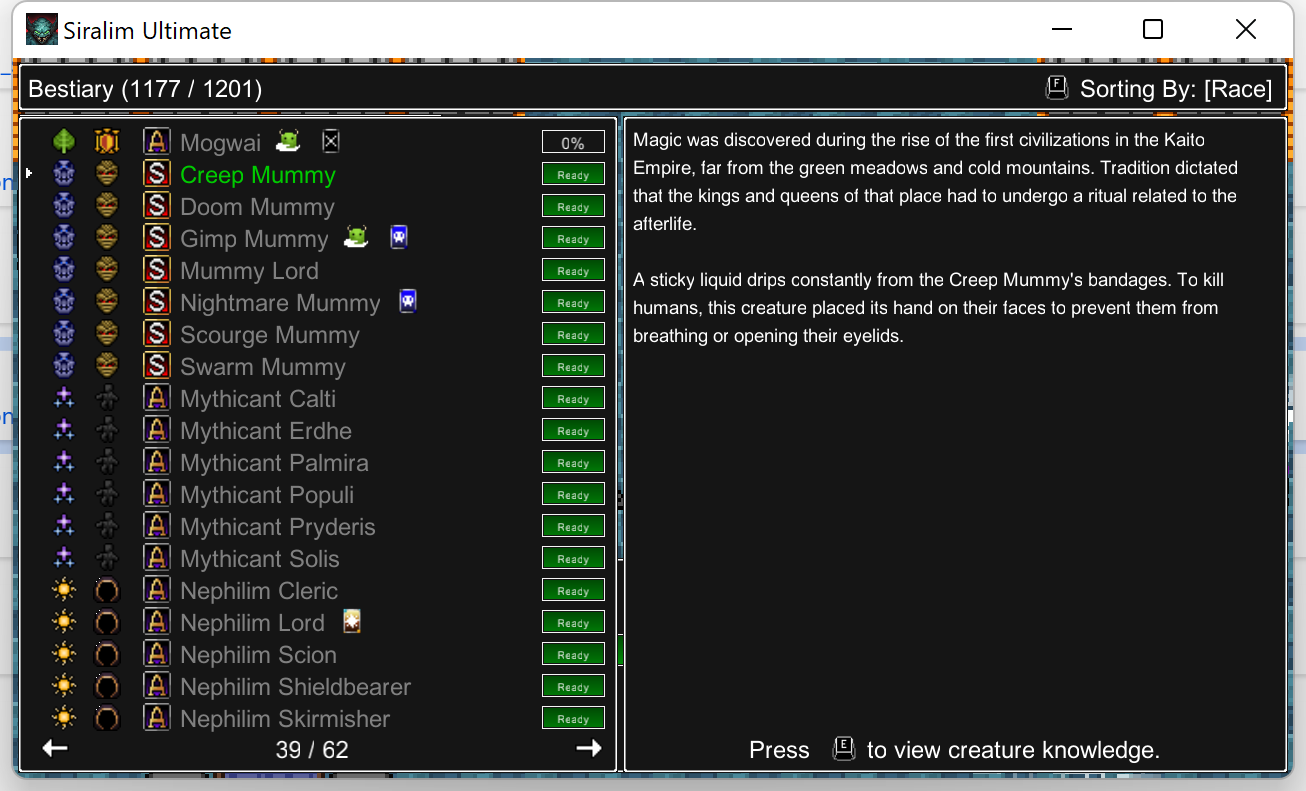 Siralim Ultimate
Bestiary (1177 / 1201)
F Sorting By: [Race]
A Mogwai 0%
S Creep Mummy Ready
S Doom Mummy Ready
S Gimp Mummy Ready
S Mummy Lord Ready
S Nightmare Mummy Ready
S Scourge Mummy Ready
S Swarm Mummy Ready
A Mythicant Calti Ready
A Mythicant Erdhe Ready
A Mythicant Palmira Ready
A Mythicant Populi Ready
A Mythicant Pryderis Ready
A Mythicant Solis Ready
A Nephilim Cleric Ready
A Nephilim Lord Ready
A Nephilim Scion Ready
A Nephilim Shieldbearer Ready
A Nephilim Skirmisher Ready
39 / 62
Magic was discovered during the rise of the first civilizations in the Kaito
Empire, far from the green meadows and cold mountains. Tradition dictated
that the kings and queens of that place had to undergo a ritual related to the
afterlife.
A sticky liquid drips constantly from the Creep Mummy's bandages. To kill
humans, this creature placed its hand on their faces to prevent them from
breathing or opening their eyelids.
Press E to view creature knowledge.